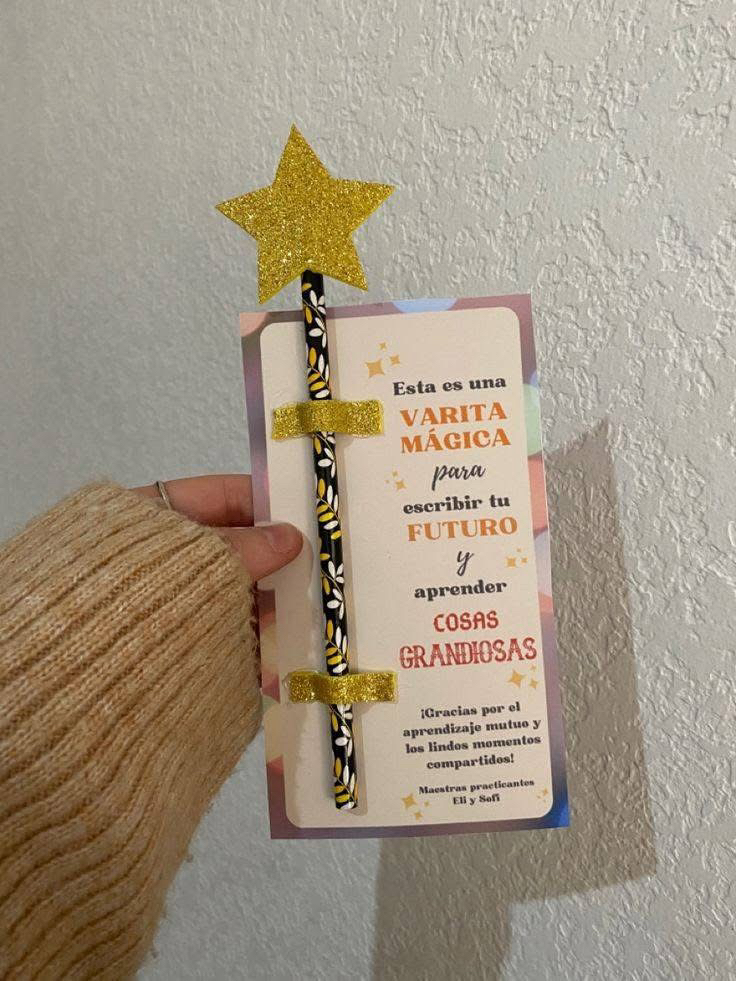 Esta es una
VARITA
MÁGICA
para
escribir tu
FUTURO
y
aprender
COSAS
GRANDIOSAS
¡Gracias por el
aprendizaje mutuo y
los lindos momentos
compartidos!
Maestras practicantes
Eli y Sofi